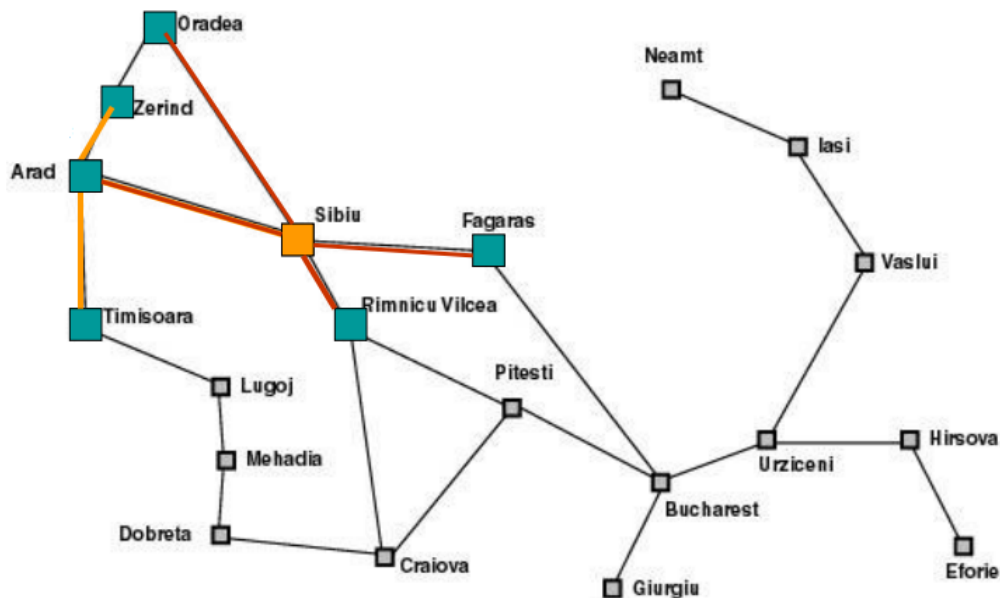 Oradea
Neamt
Zerind
Iasi
Arad
Sibiu
Fagaras
Vaslui
Rimnicu Vilcea
Timisoara
Pitesti
Lugoj
Mehadia
Hirsova
Urziceni
Bucharest
Dobreta
Craiova
Eforie
Giurgiu